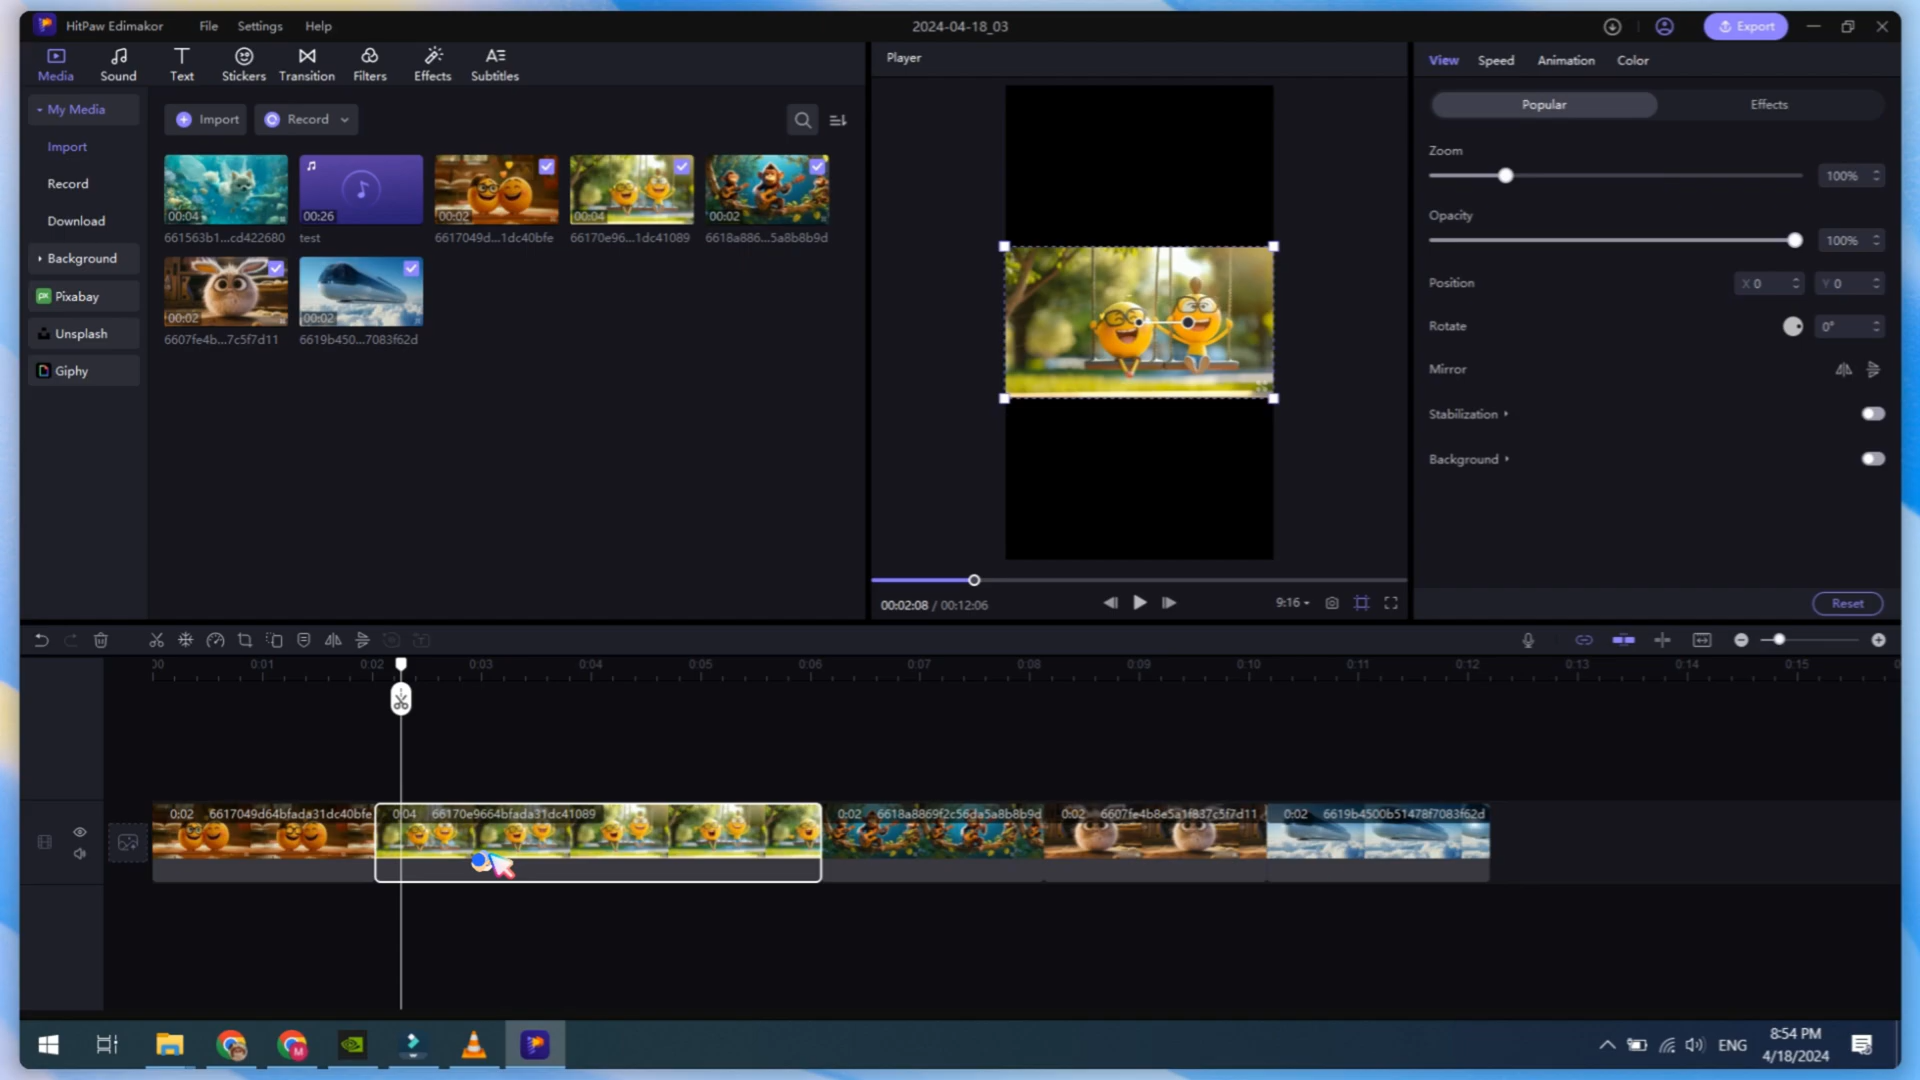 HitPaw Edimakor File Settings Help 2024-04-18_03 Export
Media Sound Text Stickers Transition Filters Effects Subtitles
Player
View Speed Animation Color
My Media
Import
Record
Download
Background
Pixabay
Unsplash
Giphy
Import Record
00:04 00:26 00:02 00:04 00:02
661563b1...cd422680 test 6617049d...1dc40bfe 66170e96...1dc41089 6618a886...5a8b8b9d
00:02 00:02
6607fe4b...7c5f7d11 6619b450...7083f62d
00:02:08 / 00:12:06 9:16
Popular Effects
Zoom
100%
Opacity
100%
Position X 0 Y 0
Rotate 0°
Mirror
Stabilization
Background
Reset
00 0:01 0:02 0:03 0:04 0:05 0:06 0:07 0:08 0:09 0:10 0:11 0:12 0:13 0:14 0:15 0
0:02 6617049d64bfada31dc40bfe 0:04 66170e9664bfada31dc41089 0:02 6618a8869f2c56da5a8b8b9d 0:02 6607fe4b8e5a1f837c5f7d11 0:02 6619b4500b51478f7083f62d
ENG 8:54 PM
4/18/2024